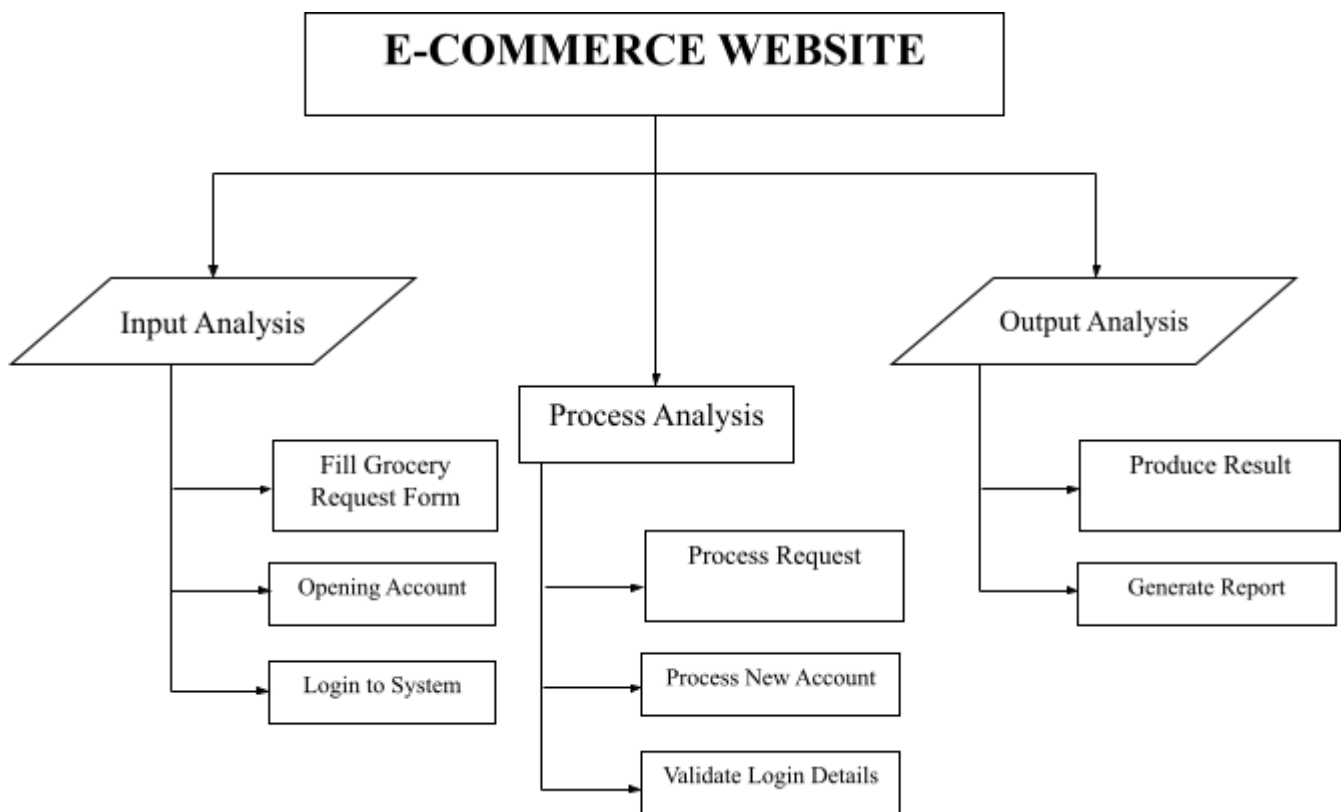 E-COMMERCE WEBSITE
Input Analysis
Fill Grocery
Request Form
Opening Account
Login to System
Process Analysis
Process Request
Process New Account
Validate Login Details
Output Analysis
Produce Result
Generate Report